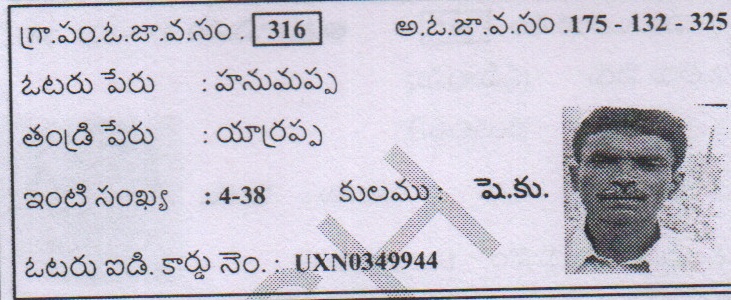 గ్రా.పం.ఓ.జా.వ.సం. 316 అ.ఓ.జా.వ.సం .175 - 132 - 325
ఓటరు పేరు : హనుమప్ప
తండ్రి పేరు : యార్రప్ప
ఇంటి సంఖ్య : 4-38 కులము : షె.కు.
ఓటరు ఐడి. కార్డు నెం. : UXN0349944